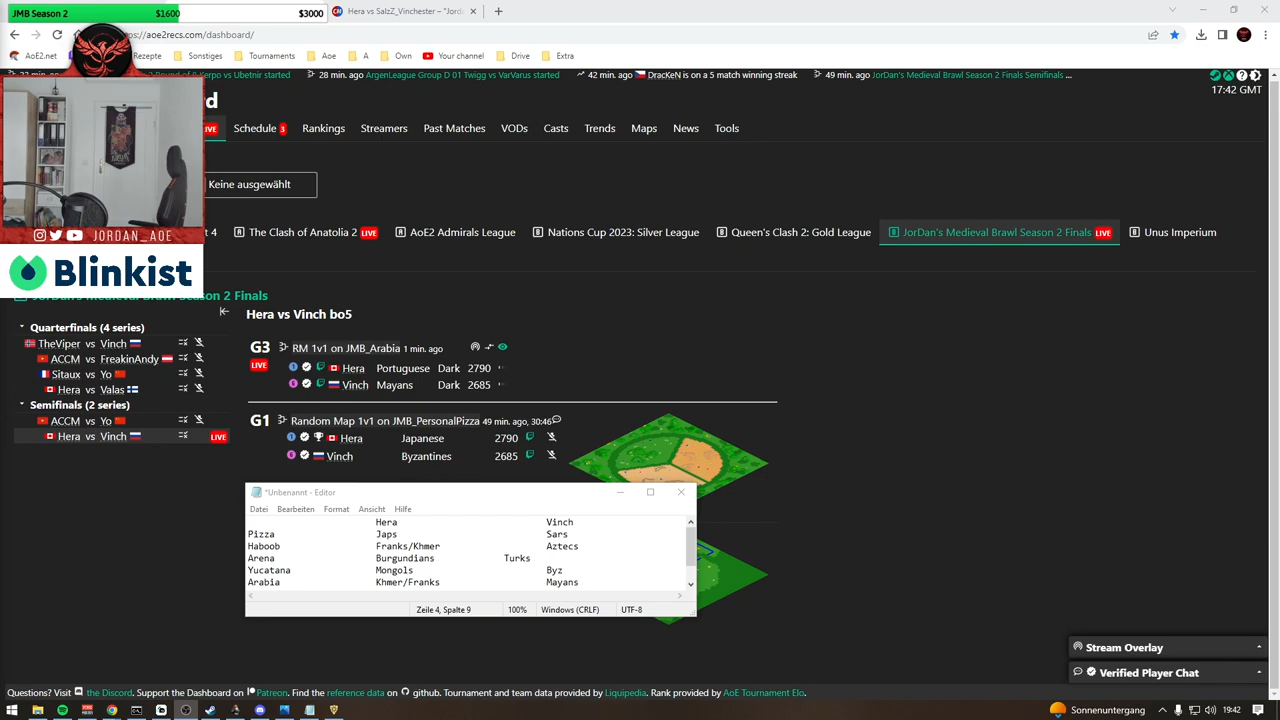 JMB Season 2 $1600 $3000
Hera vs SalzZ_Vinchester – "Jord
https://aoe2recs.com/dashboard/
AoE2.net
Rezepte
Sonstiges
Tournaments
Aoe
A
Own
Your channel
Drive
Extra
28 min. ago ArgenLeague Group D 01 Twigg vs VarVarus started
42 min. ago DracKeN is on a 5 match winning streak
49 min. ago JorDan's Medieval Brawl Season 2 Finals Semifinals ...
17:42 GMT
LIVE
Schedule 3
Rankings
Streamers
Past Matches
VODs
Casts
Trends
Maps
News
Tools
Keine ausgewählt
The Clash of Anatolia 2 LIVE
AoE2 Admirals League
Nations Cup 2023: Silver League
Queen's Clash 2: Gold League
JorDan's Medieval Brawl Season 2 Finals LIVE
Unus Imperium
JORDAN_AOE
Blinkist
JorDan's Medieval Brawl Season 2 Finals
Quarterfinals (4 series)
TheViper vs Vinch
ACCM vs FreakinAndy
Sitaux vs Yo
Hera vs Valas
Semifinals (2 series)
ACCM vs Yo
Hera vs Vinch LIVE
Hera vs Vinch bo5
G3 RM 1v1 on JMB_Arabia 1 min. ago
LIVE
1 Hera Portuguese Dark 2790
6 Vinch Mayans Dark 2685
G1 Random Map 1v1 on JMB_PersonalPizza 49 min. ago, 30:46
1 Hera Japanese 2790
6 Vinch Byzantines 2685
*Unbenannt - Editor
Datei Bearbeiten Format Ansicht Hilfe
Hera Vinch
Pizza Japs Sars
Haboob Franks/Khmer Aztecs
Arena Burgundians Turks
Yucatana Mongols Byz
Arabia Khmer/Franks Mayans
Zeile 4, Spalte 9 100% Windows (CRLF) UTF-8
Stream Overlay
Verified Player Chat
Questions? Visit the Discord. Support the Dashboard on Patreon. Find the reference data on github. Tournament and team data provided by Liquipedia. Rank provided by AoE Tournament Elo.
Sonnenuntergang
19:42